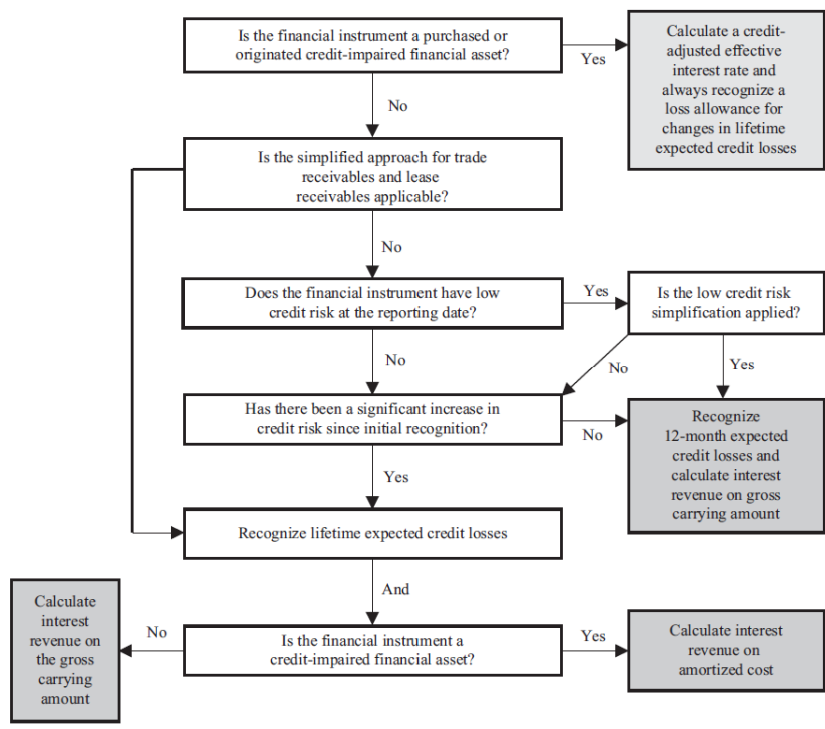 Is the financial instrument a purchased or
originated credit-impaired financial asset?
Yes
Calculate a credit-
adjusted effective
interest rate and
always recognize a
loss allowance for
changes in lifetime
expected credit losses
No
Is the simplified approach for trade
receivables and lease
receivables applicable?
No
Does the financial instrument have low
credit risk at the reporting date?
Yes
Is the low credit risk
simplification applied?
No
No
Yes
Has there been a significant increase in
credit risk since initial recognition?
No
Recognize
12-month expected
credit losses and
calculate interest
revenue on gross
carrying amount
Yes
Recognize lifetime expected credit losses
And
Calculate
interest
revenue on
the gross
carrying
amount
No
Is the financial instrument a
credit-impaired financial asset?
Yes
Calculate interest
revenue on
amortized cost